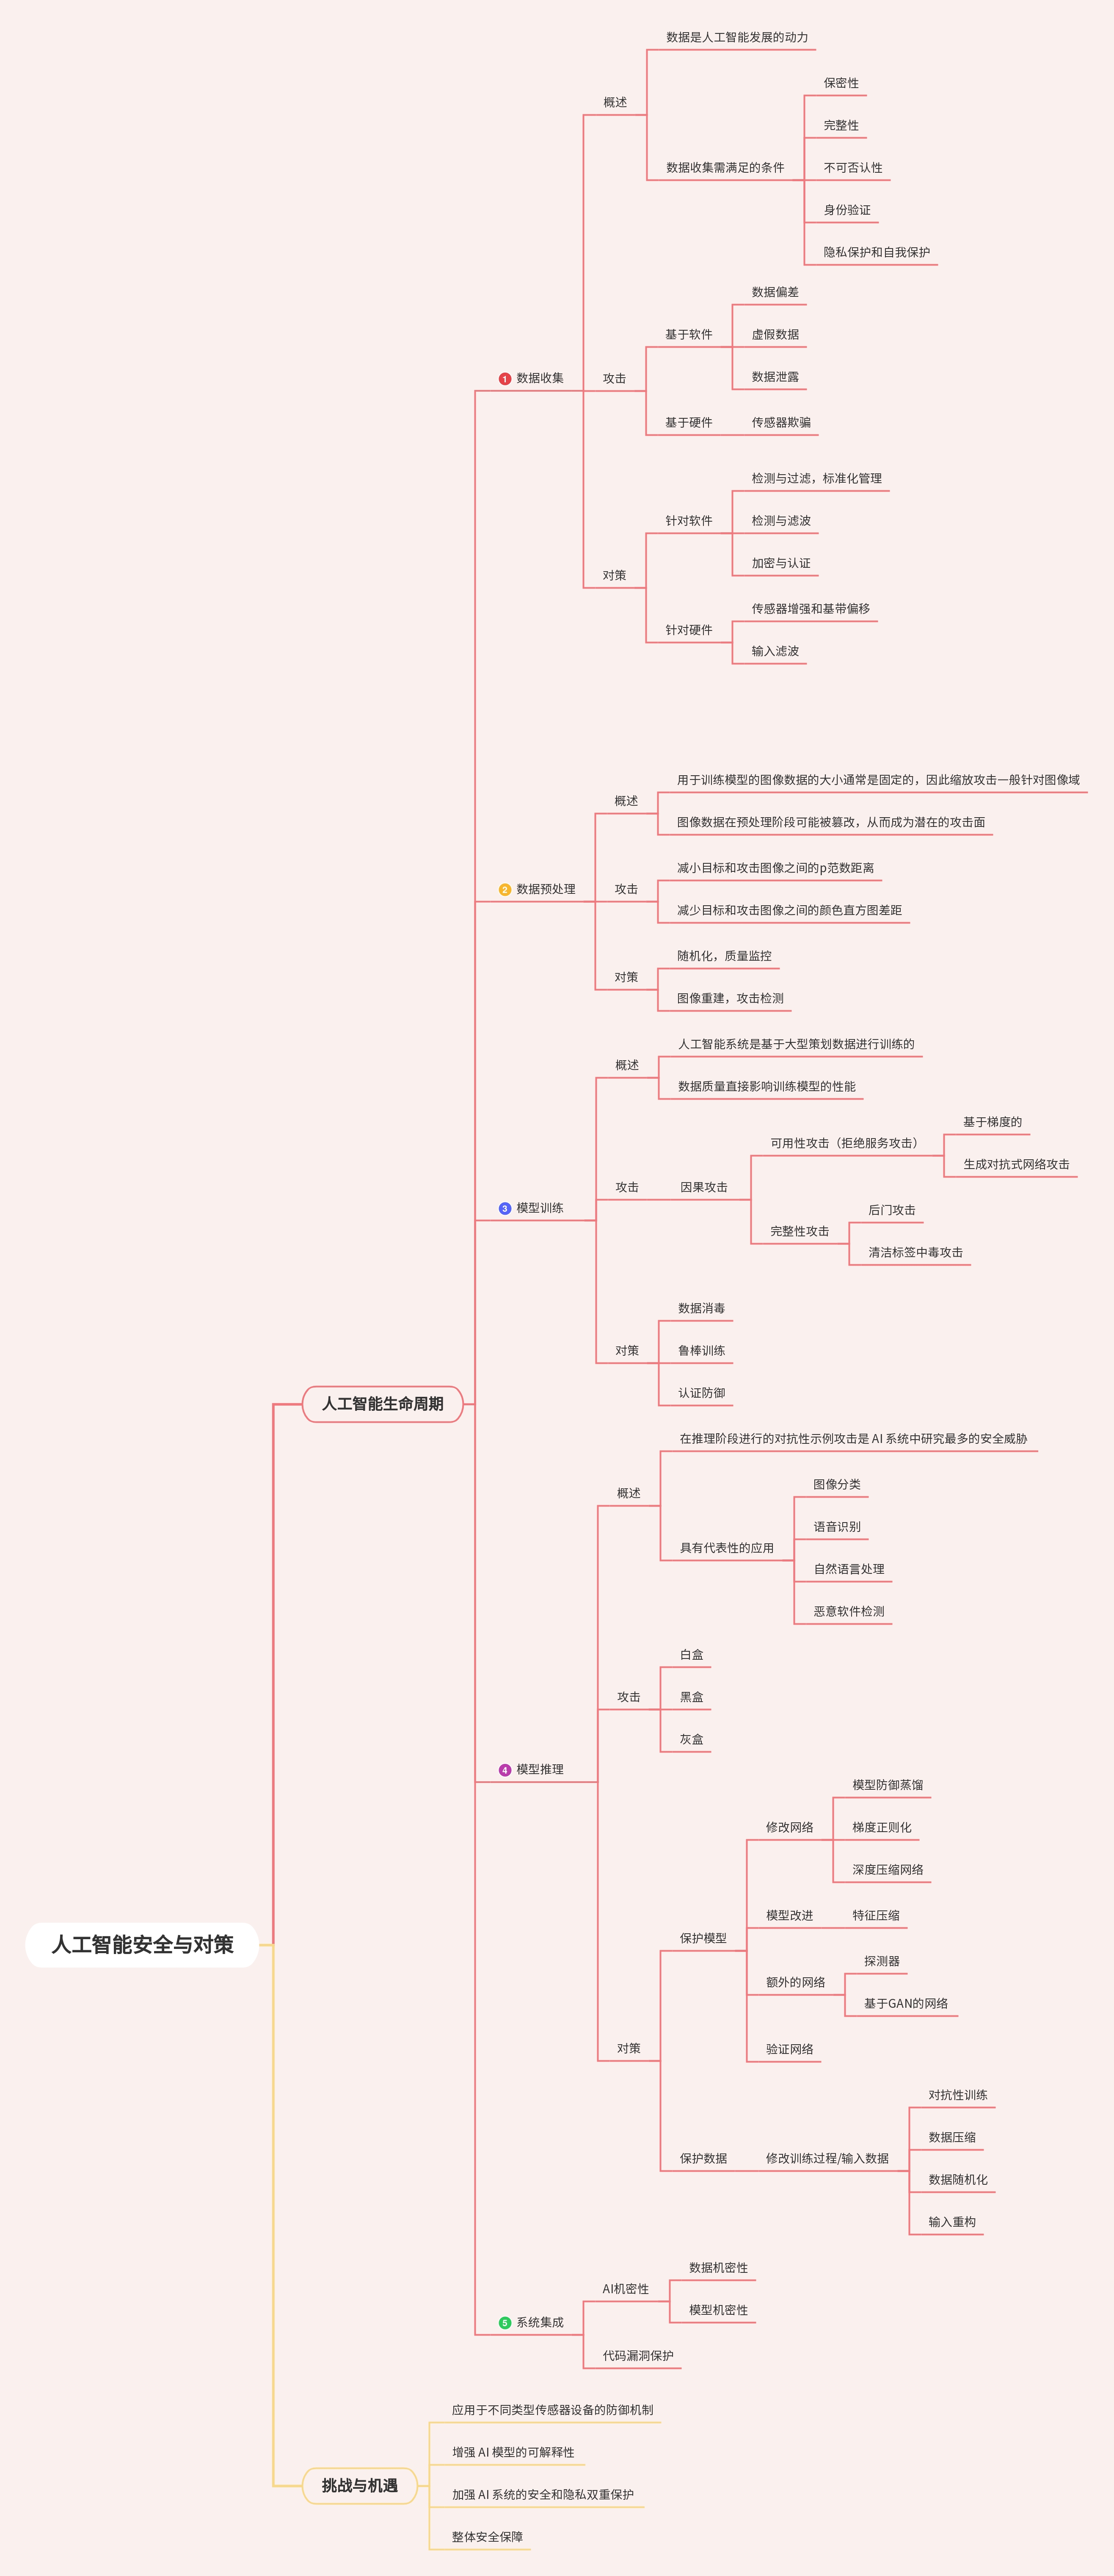 人工智能安全与对策
人工智能生命周期
1 数据收集
概述
数据是人工智能发展的动力
数据收集需满足的条件
保密性
完整性
不可否认性
身份验证
隐私保护和自我保护
攻击
基于软件
数据偏差
虚假数据
数据泄露
基于硬件
传感器欺骗
对策
针对软件
检测与过滤，标准化管理
检测与滤波
加密与认证
针对硬件
传感器增强和基带偏移
输入滤波
2 数据预处理
概述
用于训练模型的图像数据的大小通常是固定的，因此缩放攻击一般针对图像域
图像数据在预处理阶段可能被篡改，从而成为潜在的攻击面
攻击
减小目标和攻击图像之间的p范数距离
减少目标和攻击图像之间的颜色直方图差距
对策
随机化，质量监控
图像重建，攻击检测
3 模型训练
概述
人工智能系统是基于大型策划数据进行训练的
数据质量直接影响训练模型的性能
攻击
因果攻击
可用性攻击（拒绝服务攻击）
基于梯度的
生成对抗式网络攻击
完整性攻击
后门攻击
清洁标签中毒攻击
对策
数据消毒
鲁棒训练
认证防御
4 模型推理
概述
在推理阶段进行的对抗性示例攻击是 AI 系统中研究最多的安全威胁
具有代表性的应用
图像分类
语音识别
自然语言处理
恶意软件检测
攻击
白盒
黑盒
灰盒
对策
保护模型
修改网络
模型防御蒸馏
梯度正则化
深度压缩网络
模型改进
特征压缩
额外的网络
探测器
基于GAN的网络
验证网络
保护数据
修改训练过程/输入数据
对抗性训练
数据压缩
数据随机化
输入重构
5 系统集成
AI机密性
数据机密性
模型机密性
代码漏洞保护
挑战与机遇
应用于不同类型传感器设备的防御机制
增强 AI 模型的可解释性
加强 AI 系统的安全和隐私双重保护
整体安全保障